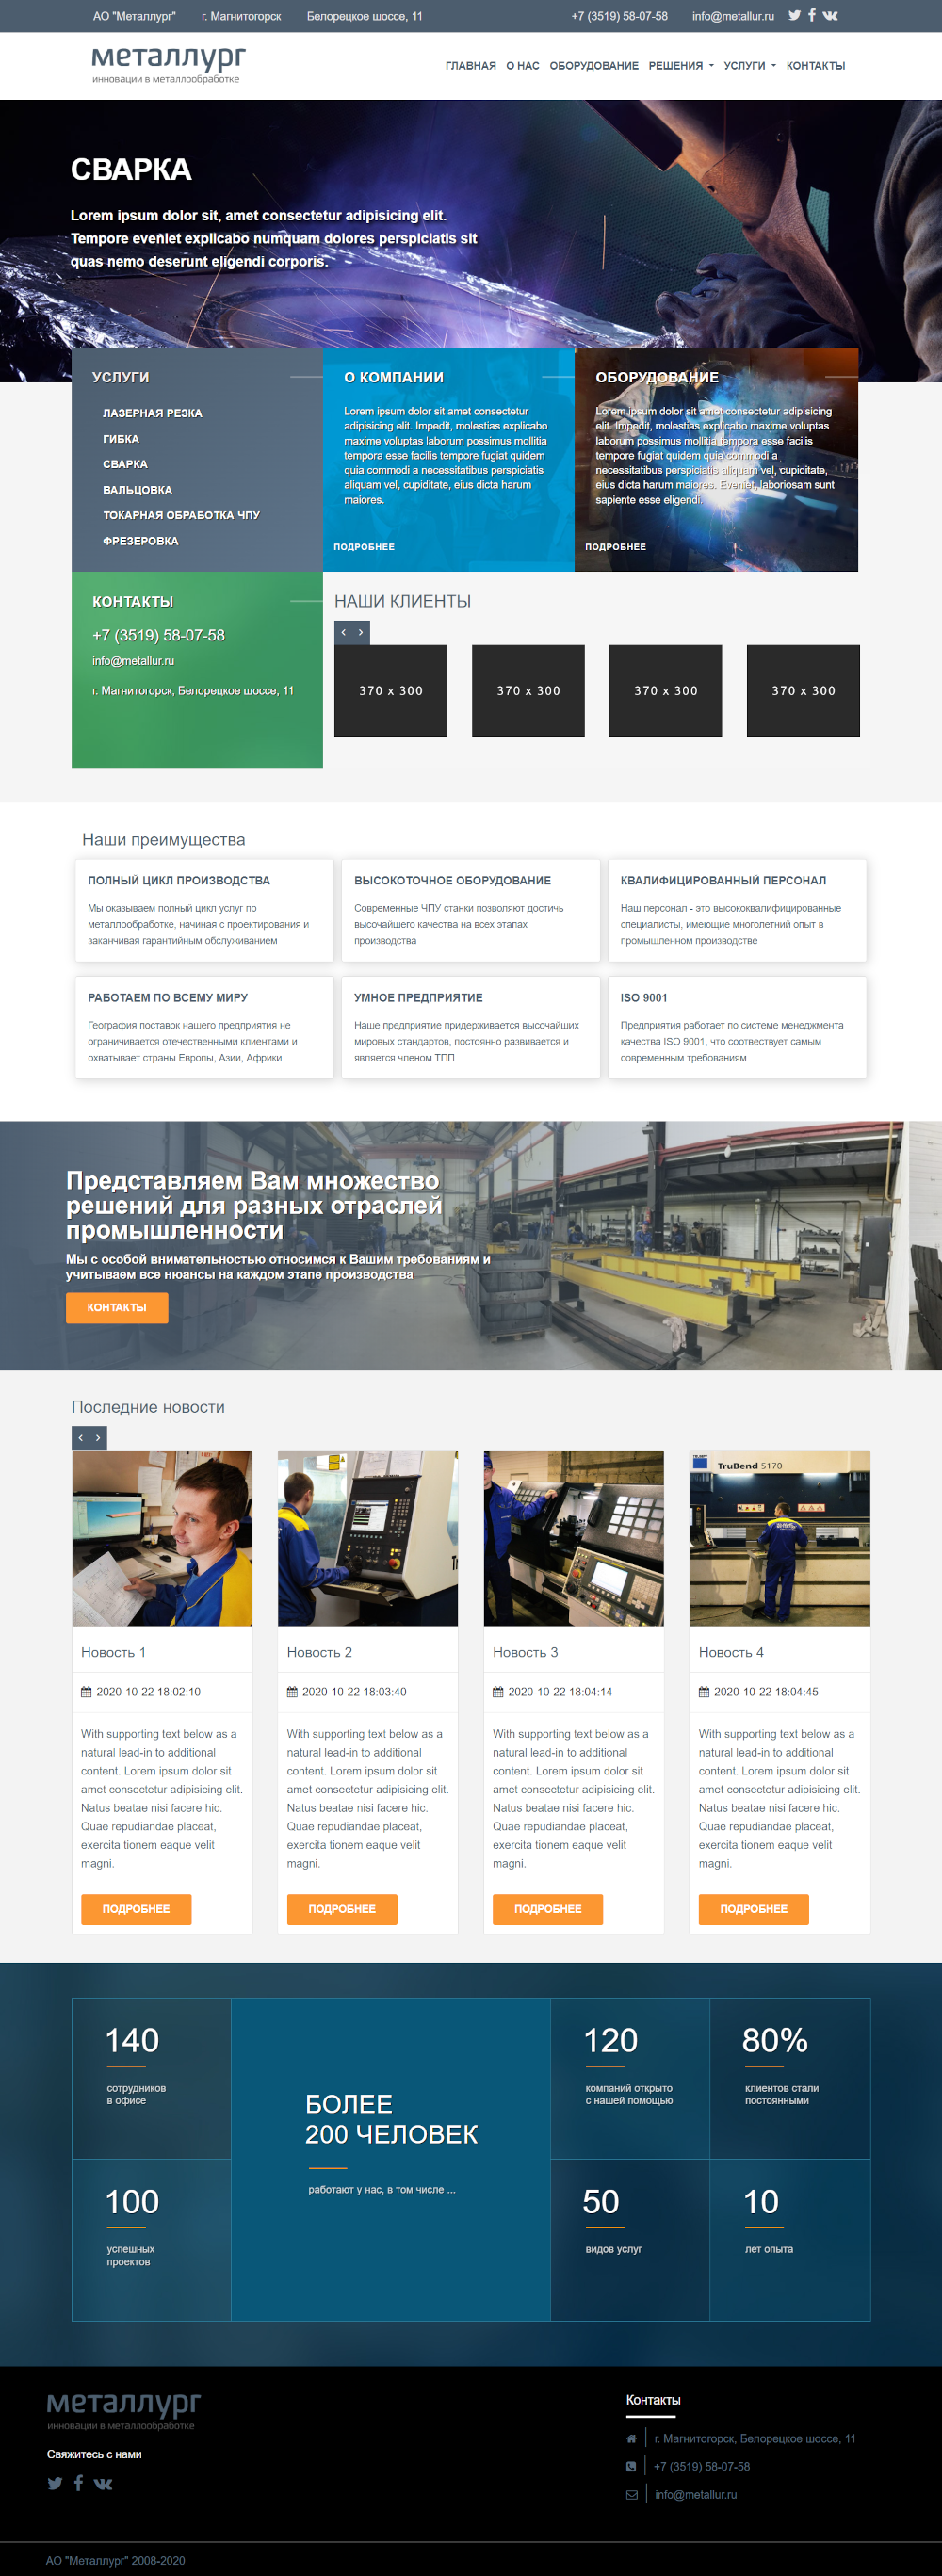 АО "Металлург" г. Магнитогорск Белорецкое шоссе, 11 +7 (3519) 58-07-58 info@metallur.ru
металлург
инновации в металлообработке
ГЛАВНАЯ О НАС ОБОРУДОВАНИЕ РЕШЕНИЯ УСЛУГИ КОНТАКТЫ
СВАРКА
Lorem ipsum dolor sit, amet consectetur adipisicing elit.
Tempore eveniet explicabo numquam dolores perspiciatis sit
quas nemo deserunt eligendi corporis.
УСЛУГИ
ЛАЗЕРНАЯ РЕЗКА
ГИБКА
СВАРКА
ВАЛЬЦОВКА
ТОКАРНАЯ ОБРАБОТКА ЧПУ
ФРЕЗЕРОВКА
О КОМПАНИИ
Lorem ipsum dolor sit amet consectetur
adipisicing elit. Impedit, molestias explicabo
maxime voluptas laborum possimus mollitia
tempora esse facilis tempore fugiat quidem
quia commodi a necessitatibus perspiciatis
aliquam vel, cupiditate, eius dicta harum
maiores.
ПОДРОБНЕЕ
ОБОРУДОВАНИЕ
Lorem ipsum dolor sit amet consectetur adipisicing
elit. Impedit, molestias explicabo maxime voluptas
laborum possimus mollitia tempora esse facilis
tempore fugiat quidem quia commodi a
necessitatibus perspiciatis aliquam vel, cupiditate,
eius dicta harum maiores. Eveniet, laboriosam sunt
sapiente esse eligendi.
ПОДРОБНЕЕ
КОНТАКТЫ
+7 (3519) 58-07-58
info@metallur.ru
г. Магнитогорск, Белорецкое шоссе, 11
НАШИ КЛИЕНТЫ
370 x 300 370 x 300 370 x 300 370 x 300
Наши преимущества
ПОЛНЫЙ ЦИКЛ ПРОИЗВОДСТВА
Мы оказываем полный цикл услуг по
металлообработке, начиная с проектирования и
заканчивая гарантийным обслуживанием
ВЫСОКОТОЧНОЕ ОБОРУДОВАНИЕ
Современные ЧПУ станки позволяют достичь
высочайшего качества на всех этапах
производства
КВАЛИФИЦИРОВАННЫЙ ПЕРСОНАЛ
Наш персонал - это высококвалифицированные
специалисты, имеющие многолетний опыт в
промышленном производстве
РАБОТАЕМ ПО ВСЕМУ МИРУ
География поставок нашего предприятия не
ограничивается отечественными клиентами и
охватывает страны Европы, Азии, Африки
УМНОЕ ПРЕДПРИЯТИЕ
Наше предприятие придерживается высочайших
мировых стандартов, постоянно развивается и
является членом ТПП
ISO 9001
Предприятия работает по системе менеджмента
качества ISO 9001, что соотвествует самым
современным требованиям
Представляем Вам множество
решений для разных отраслей
промышленности
Мы с особой внимательностью относимся к Вашим требованиям и
учитываем все нюансы на каждом этапе производства
КОНТАКТЫ
Последние новости
TruBend 5170
Новость 1
2020-10-22 18:02:10
With supporting text below as a
natural lead-in to additional
content. Lorem ipsum dolor sit
amet consectetur adipisicing elit.
Natus beatae nisi facere hic.
Quae repudiandae placeat,
exercita tionem eaque velit
magni.
ПОДРОБНЕЕ
Новость 2
2020-10-22 18:03:40
With supporting text below as a
natural lead-in to additional
content. Lorem ipsum dolor sit
amet consectetur adipisicing elit.
Natus beatae nisi facere hic.
Quae repudiandae placeat,
exercita tionem eaque velit
magni.
ПОДРОБНЕЕ
Новость 3
2020-10-22 18:04:14
With supporting text below as a
natural lead-in to additional
content. Lorem ipsum dolor sit
amet consectetur adipisicing elit.
Natus beatae nisi facere hic.
Quae repudiandae placeat,
exercita tionem eaque velit
magni.
ПОДРОБНЕЕ
Новость 4
2020-10-22 18:04:45
With supporting text below as a
natural lead-in to additional
content. Lorem ipsum dolor sit
amet consectetur adipisicing elit.
Natus beatae nisi facere hic.
Quae repudiandae placeat,
exercita tionem eaque velit
magni.
ПОДРОБНЕЕ
140
сотрудников
в офисе
100
успешных
проектов
БОЛЕЕ
200 ЧЕЛОВЕК
работают у нас, в том числе ...
120
компаний открыто
с нашей помощью
80%
клиентов стали
постоянными
50
видов услуг
10
лет опыта
металлург
инновации в металлообработке
Свяжитесь с нами
Контакты
г. Магнитогорск, Белорецкое шоссе, 11
+7 (3519) 58-07-58
info@metallur.ru
АО "Металлург" 2008-2020